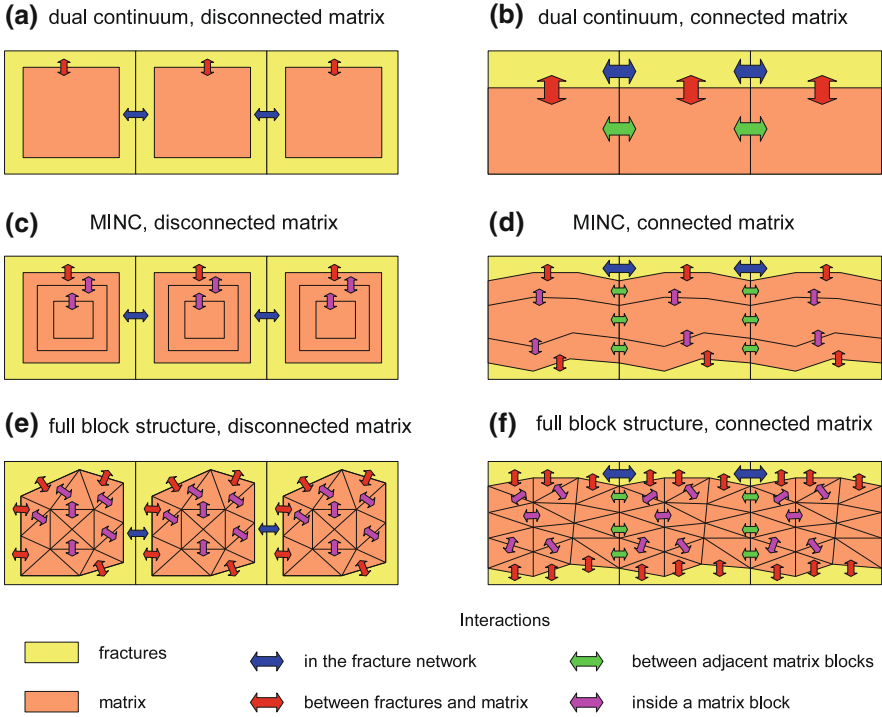 (a) dual continuum, disconnected matrix
(b) dual continuum, connected matrix
(c) MINC, disconnected matrix
(d) MINC, connected matrix
(e) full block structure, disconnected matrix
(f) full block structure, connected matrix
Interactions
fractures
in the fracture network
between adjacent matrix blocks
matrix
between fractures and matrix
inside a matrix block